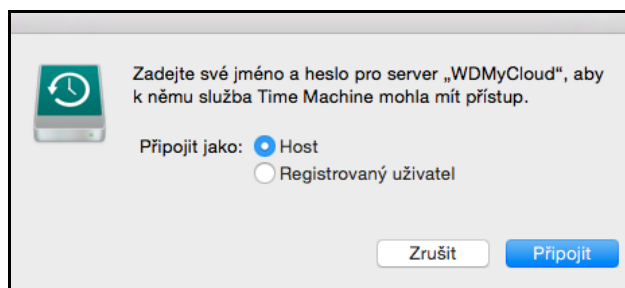 Zadejte své jméno a heslo pro server „WDMyCloud“, aby
k němu služba Time Machine mohla mít přístup.
Připojit jako: Host
Registrovaný uživatel
Zrušit Připojit